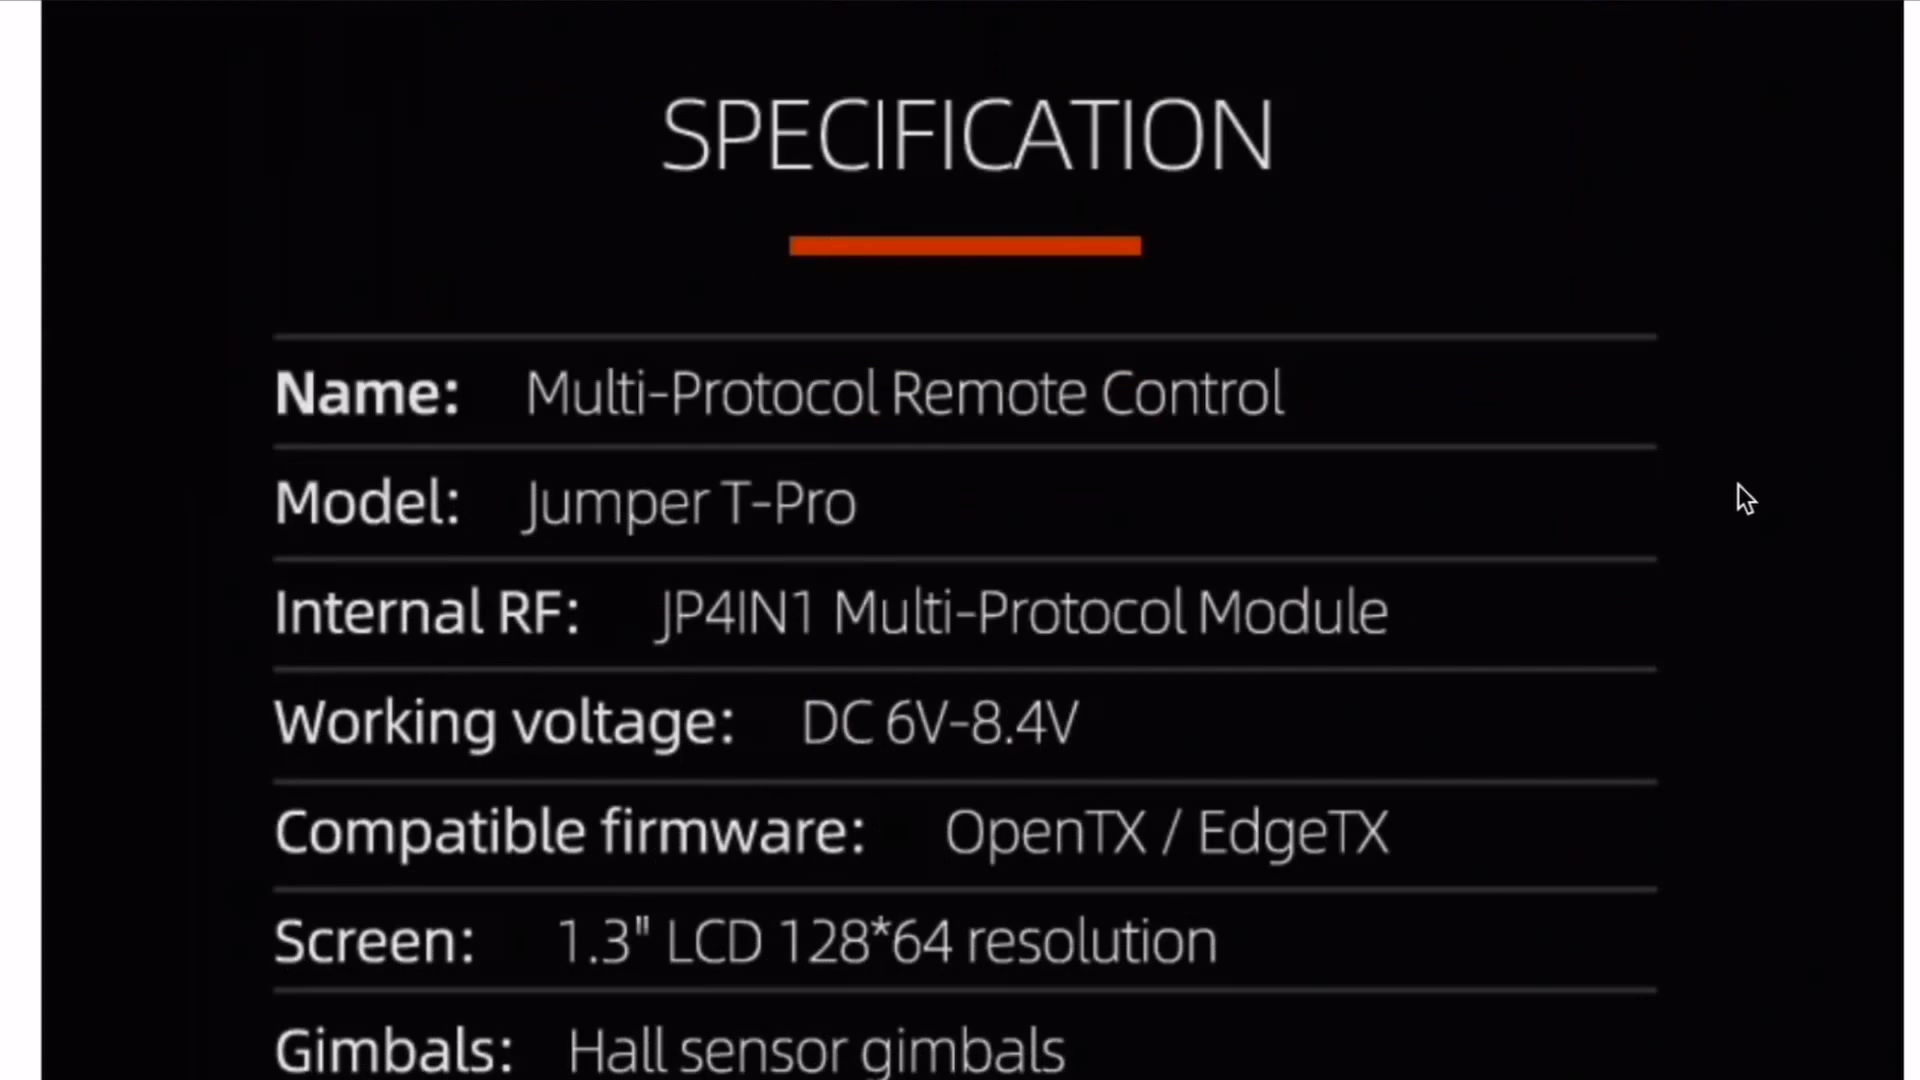 SPECIFICATION
Name: Multi-Protocol Remote Control
Model: Jumper T-Pro
Internal RF: JP4IN1 Multi-Protocol Module
Working voltage: DC 6V-8.4V
Compatible firmware: OpenTX / EdgeTX
Screen: 1.3" LCD 128*64 resolution
Gimbals: Hall sensor gimbals